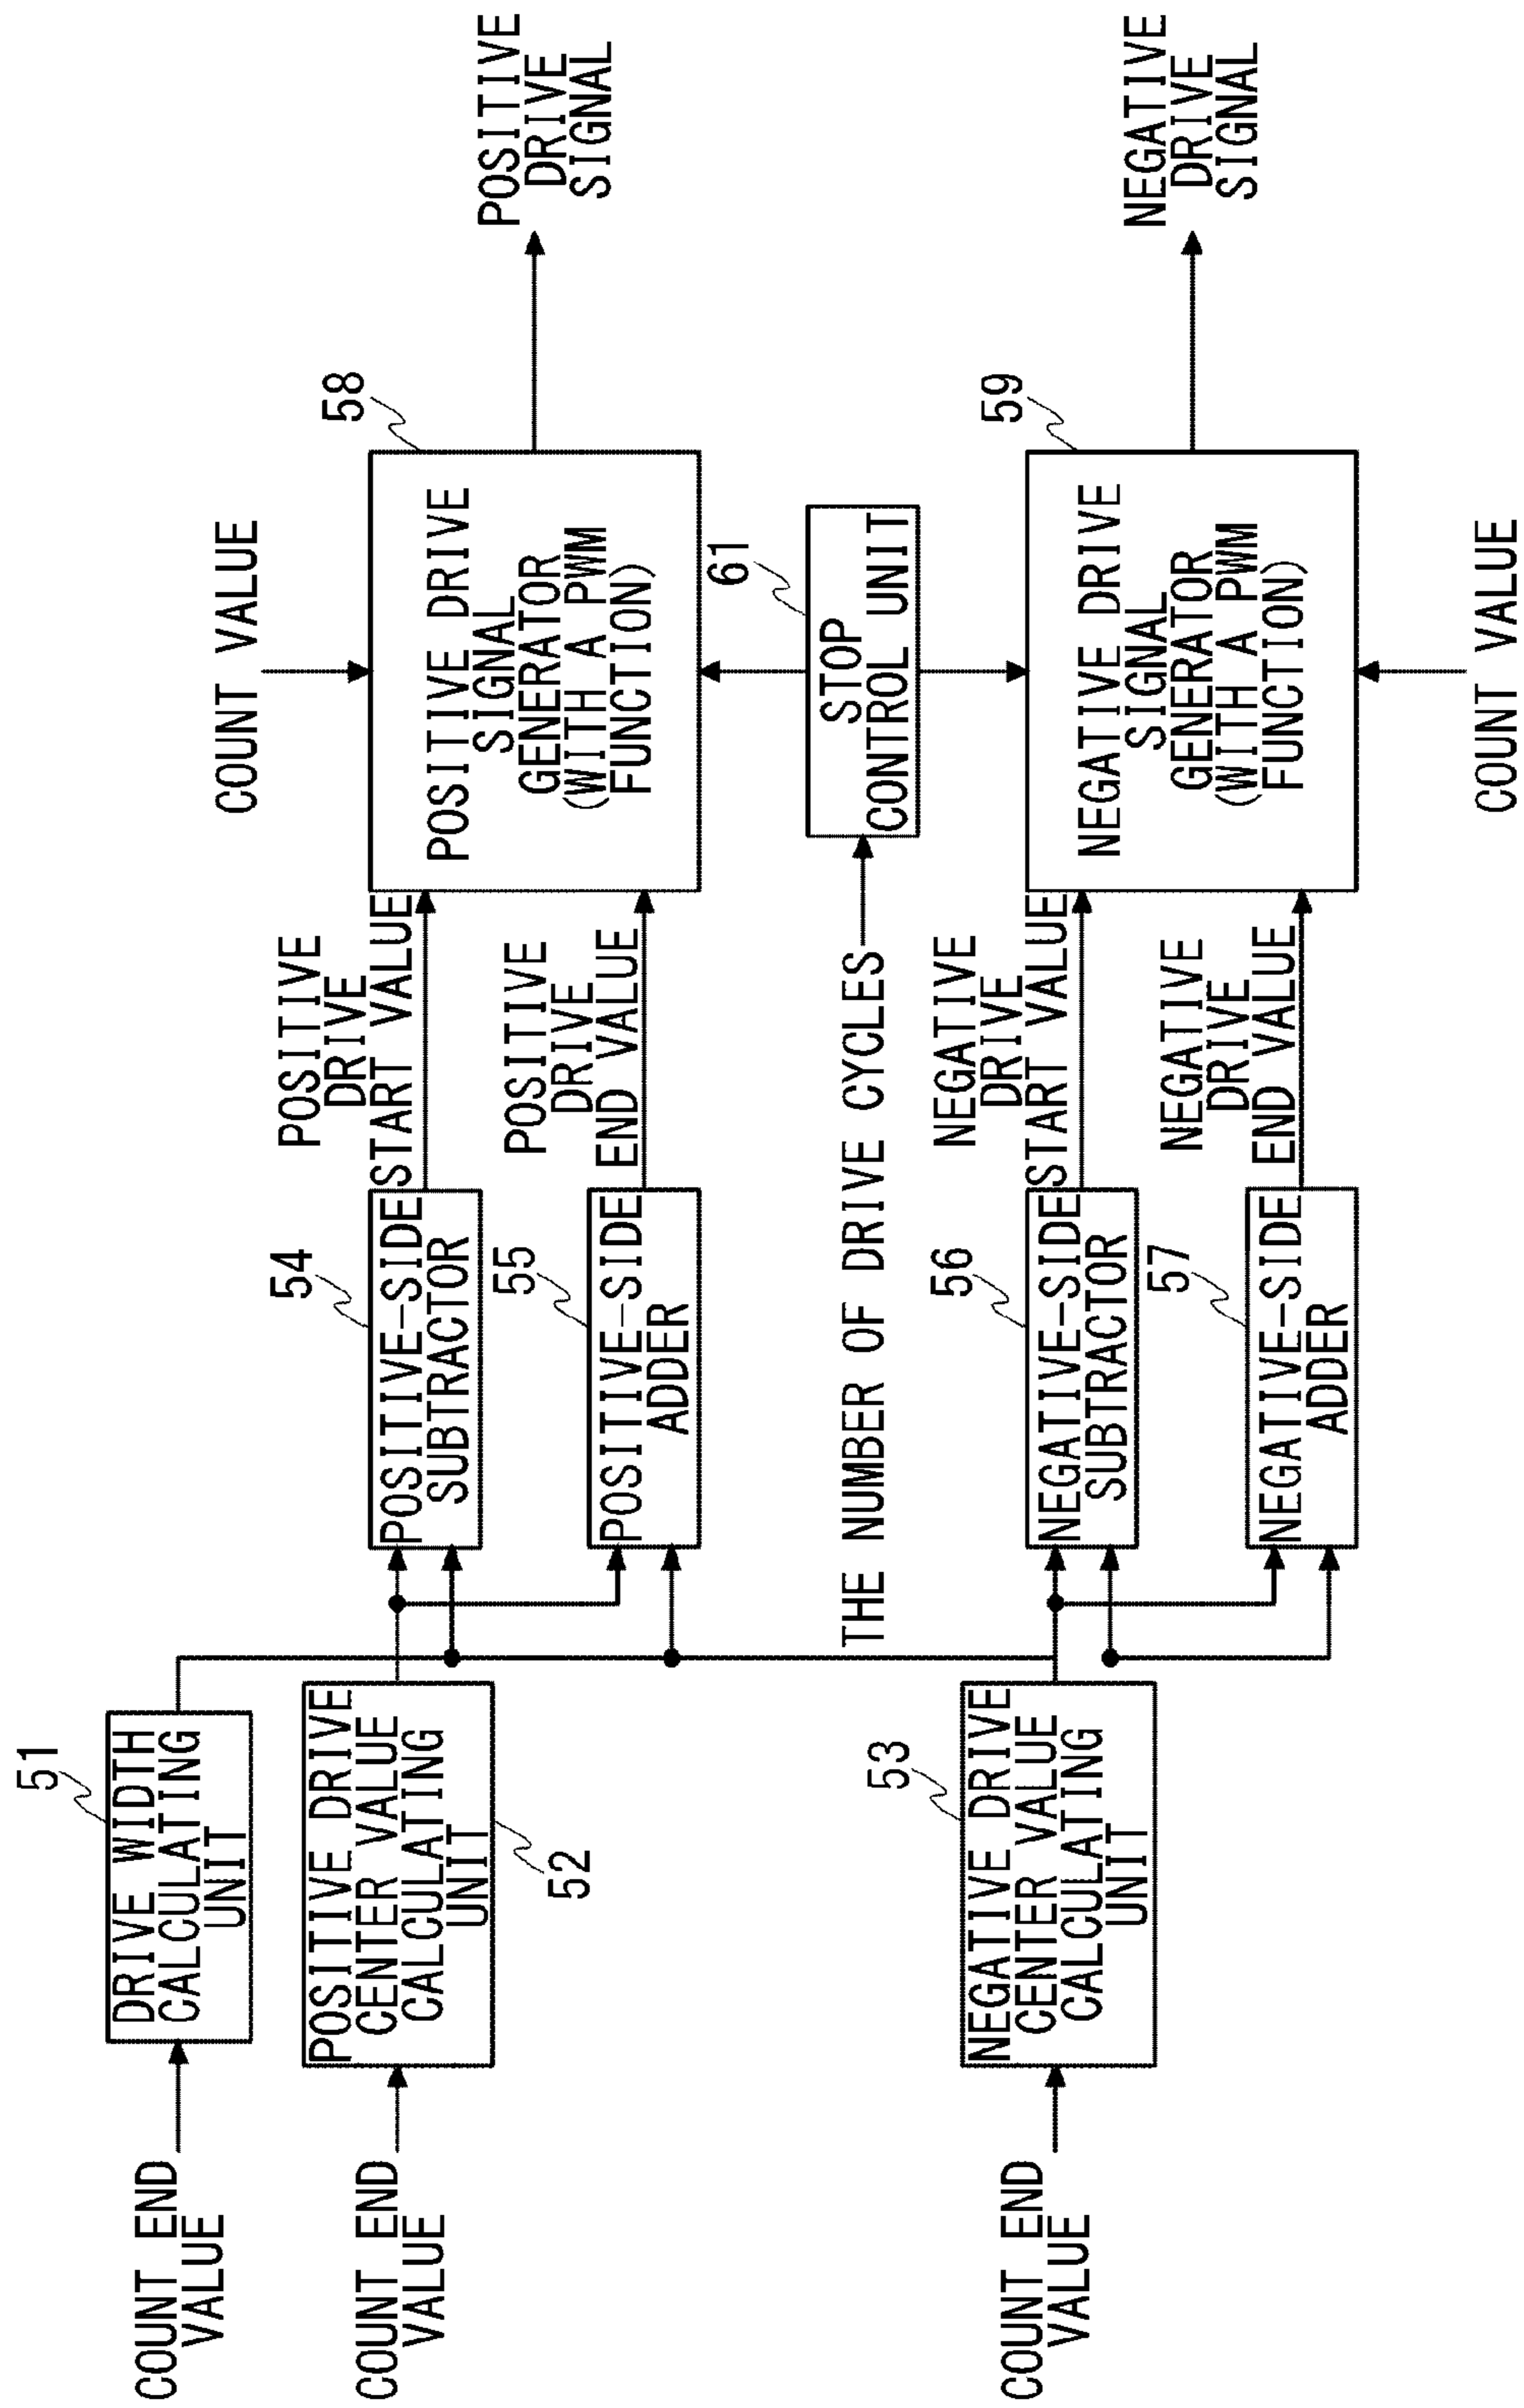 COUNT END
VALUE
51
DRIVE WIDTH
CALCULATING
UNIT
COUNT END
VALUE
POSITIVE DRIVE
CENTER VALUE
CALCULATING
UNIT
52
54
POSITIVE-SIDE
SUBTRACTOR
POSITIVE
DRIVE
START VALUE
55
POSITIVE-SIDE
ADDER
POSITIVE
DRIVE
END VALUE
COUNT VALUE
58
POSITIVE DRIVE
SIGNAL
GENERATOR
(WITH A PWM
FUNCTION)
POSITIVE
DRIVE
SIGNAL
THE NUMBER OF DRIVE CYCLES
61
STOP
CONTROL UNIT
COUNT END
VALUE
53
NEGATIVE DRIVE
CENTER VALUE
CALCULATING
UNIT
56
NEGATIVE-SIDE
SUBTRACTOR
NEGATIVE
DRIVE
START VALUE
57
NEGATIVE-SIDE
ADDER
NEGATIVE
DRIVE
END VALUE
59
NEGATIVE DRIVE
SIGNAL
GENERATOR
(WITH A PWM
FUNCTION)
NEGATIVE
DRIVE
SIGNAL
COUNT VALUE